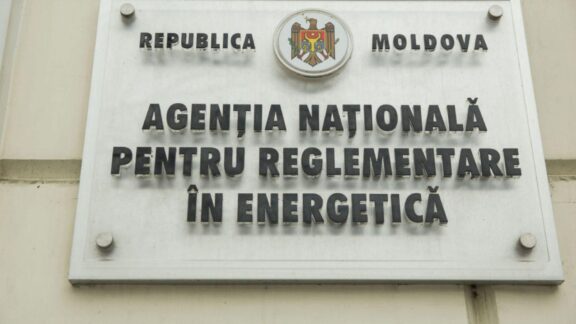 REPUBLICA MOLDOVA
AGENȚIA NAȚIONALĂ
PENTRU REGLEMENTARE
ÎN ENERGETICĂ